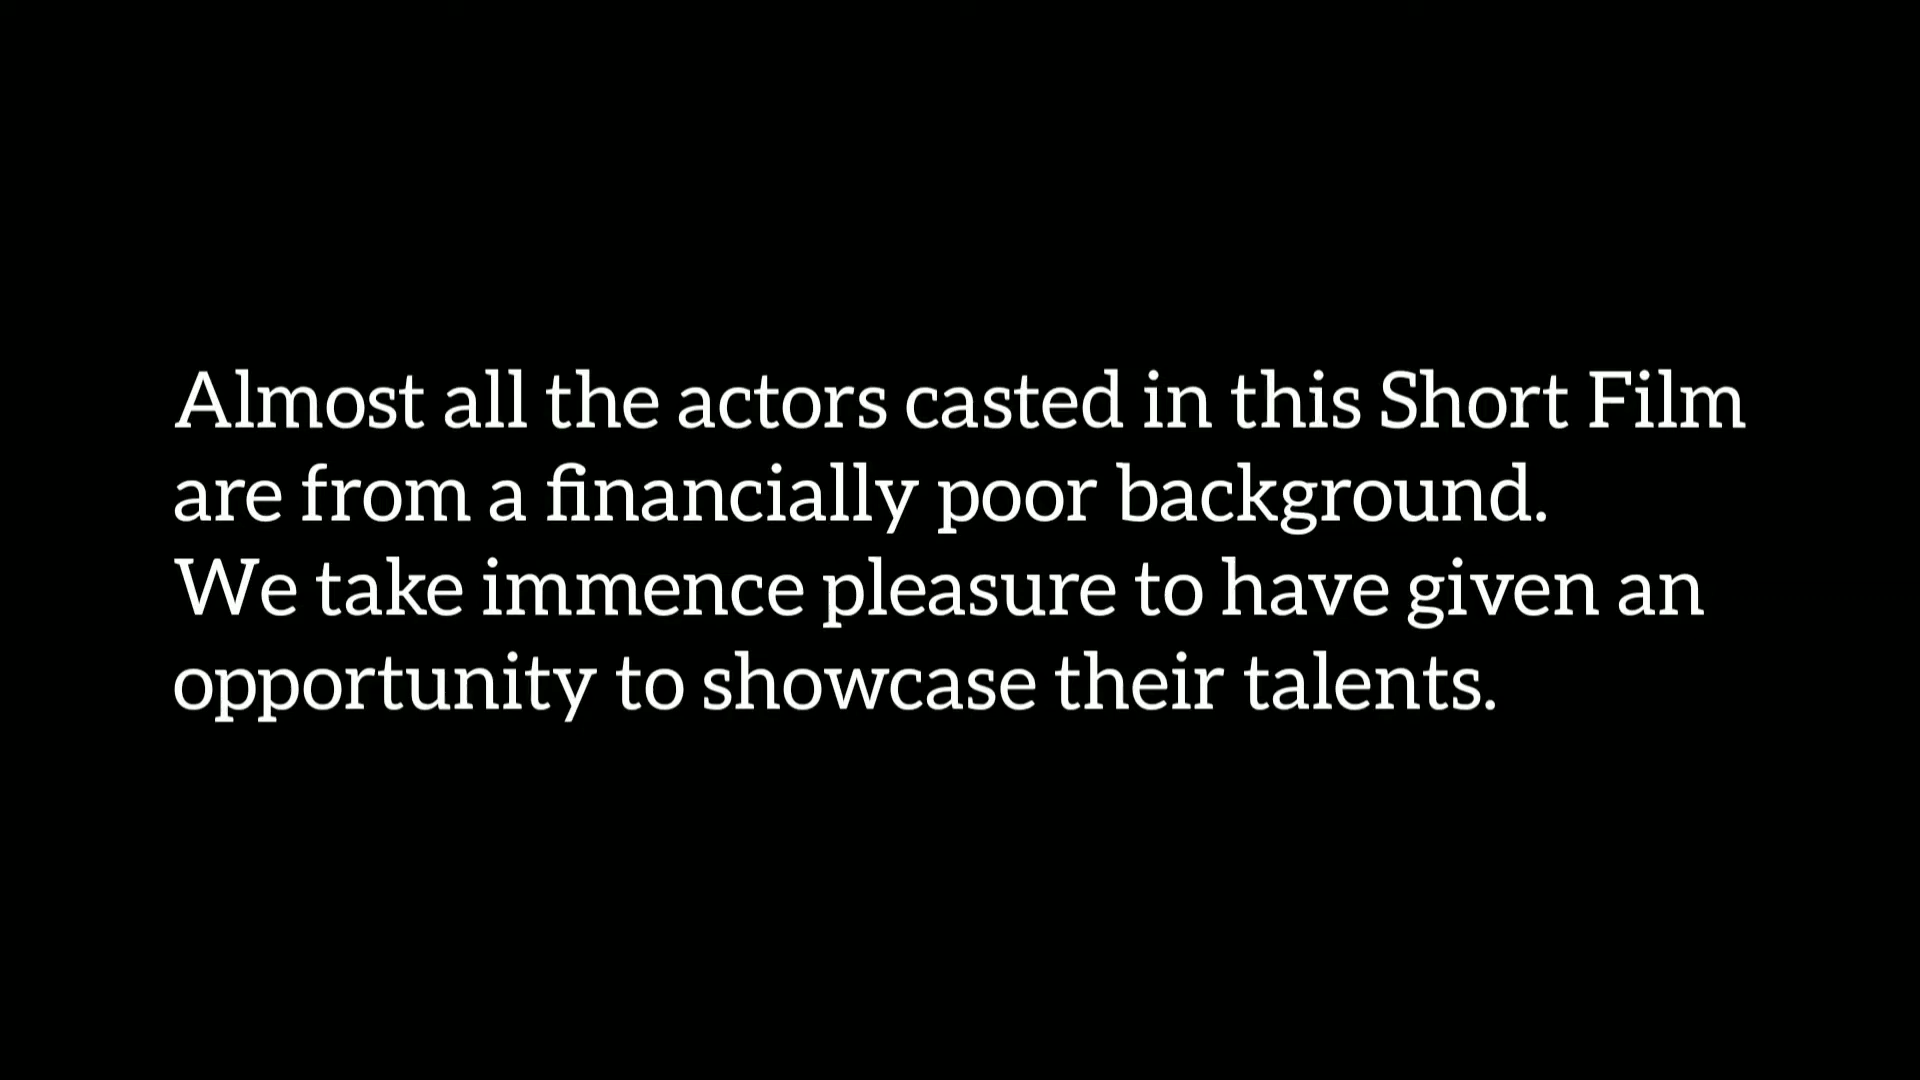 Almost all the actors casted in this Short Film
are from a financially poor background.
We take immence pleasure to have given an
opportunity to showcase their talents.